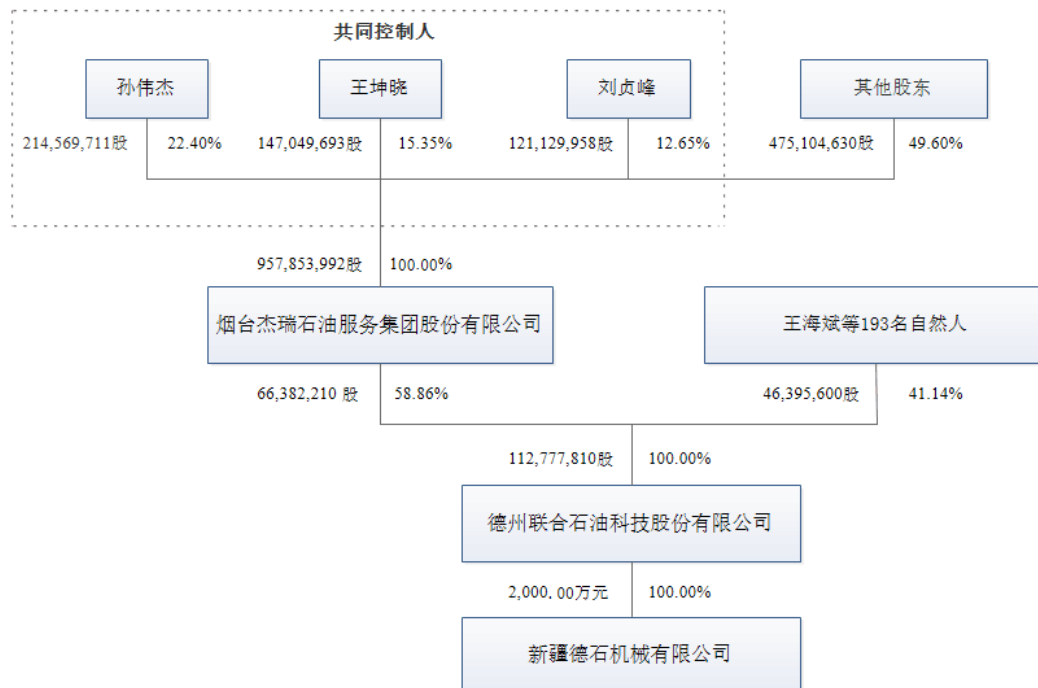 共同控制人
孙伟杰 王坤晓 刘贞峰 其他股东
214,569,711股 22.40% 147,049,693股 15.35% 121,129,958股 12.65% 475,104,630股 49.60%
957,853,992股 100.00%
烟台杰瑞石油服务集团股份有限公司 王海斌等193名自然人
66,382,210 股 58.86% 46,395,600股 41.14%
112,777,810股 100.00%
德州联合石油科技股份有限公司
2,000.00万元 100.00%
新疆德石机械有限公司